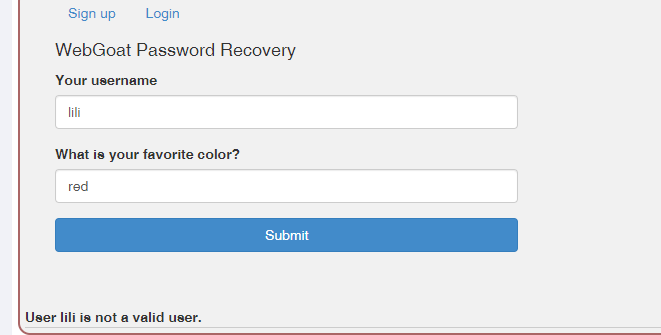 Sign up Login
WebGoat Password Recovery
Your username
lili
What is your favorite color?
red
Submit
User lili is not a valid user.